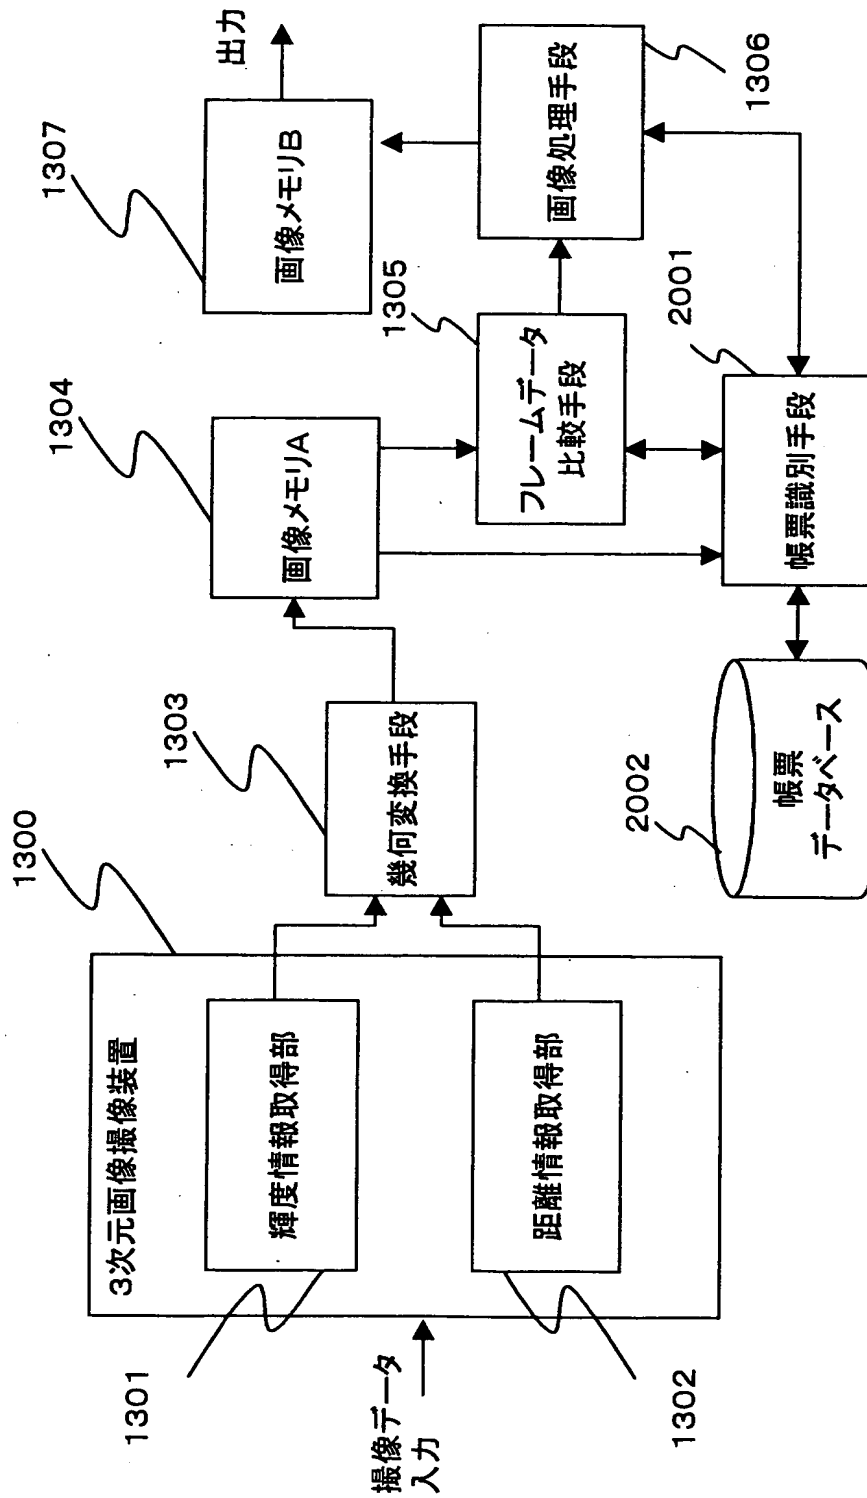 1300
3次元画像撮像装置
1301
輝度情報取得部
1302
距離情報取得部
撮像データ
入力
1303
幾何変換手段
1304
画像メモリA
1305
フレームデータ
比較手段
1306
画像処理手段
1307
画像メモリB
出力
2001
帳票識別手段
2002
帳票
データベース